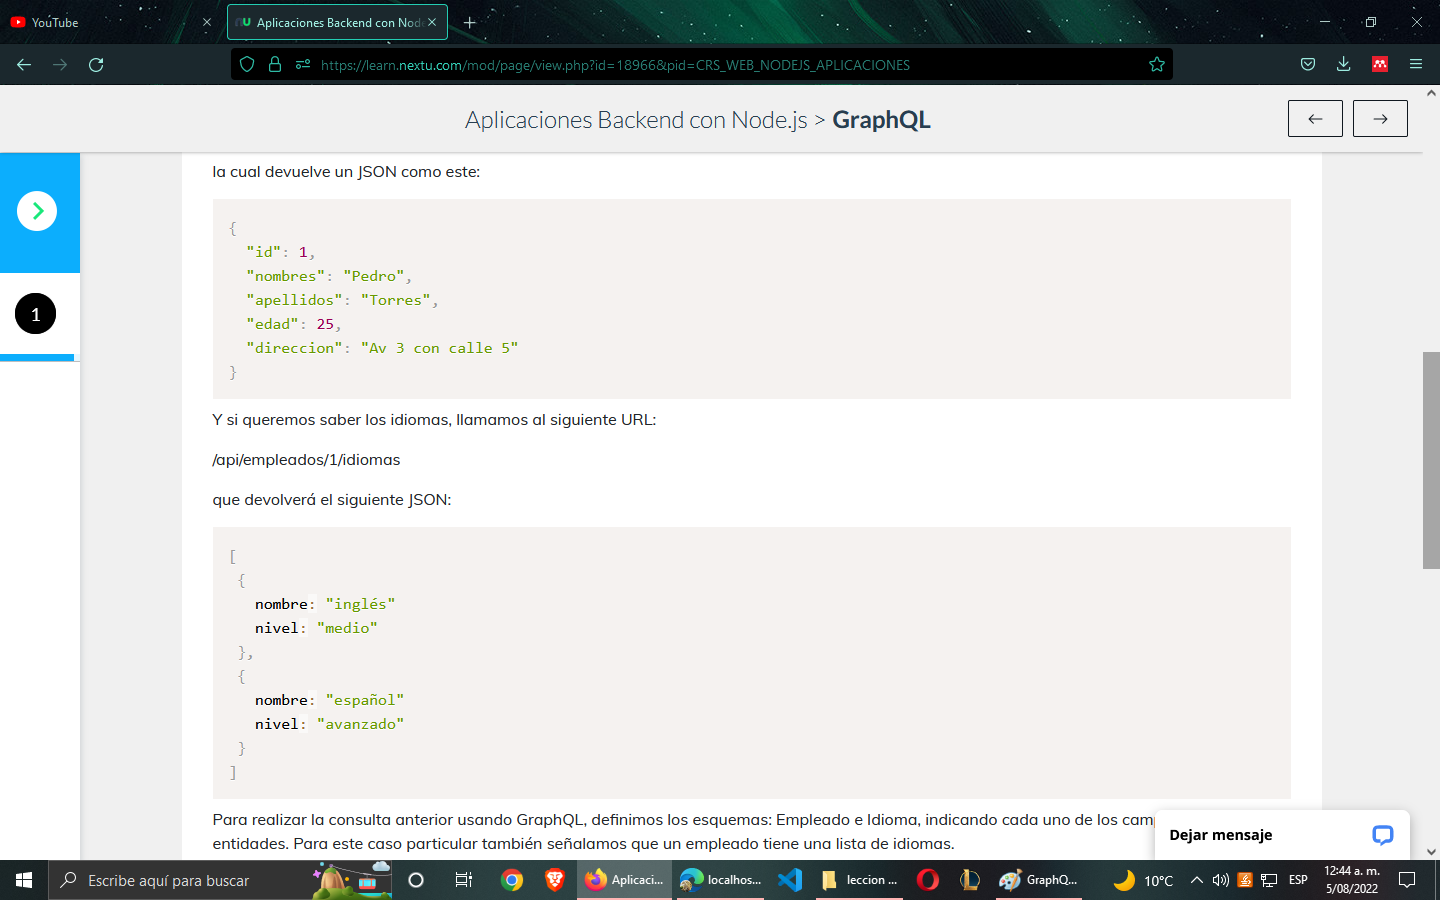 YouTube
Aplicaciones Backend con Node
https://learn.nextu.com/mod/page/view.php?id=18966&pid=CRS_WEB_NODEJS_APLICACIONES
Aplicaciones Backend con Node.js > GraphQL
1
la cual devuelve un JSON como este:
{
"id": 1,
"nombres": "Pedro",
"apellidos": "Torres",
"edad": 25,
"direccion": "Av 3 con calle 5"
}
Y si queremos saber los idiomas, llamamos al siguiente URL:
/api/empleados/1/idiomas
que devolverá el siguiente JSON:
[
{
nombre: "inglés"
nivel: "medio"
},
{
nombre: "español"
nivel: "avanzado"
}
]
Para realizar la consulta anterior usando GraphQL, definimos los esquemas: Empleado e Idioma, indicando cada uno de los cam
entidades. Para este caso particular también señalamos que un empleado tiene una lista de idiomas.
Dejar mensaje
Escribe aquí para buscar
Aplicaci...
localhos...
leccion ...
GraphQ...
10°C
ESP
12:44 a. m.
5/08/2022